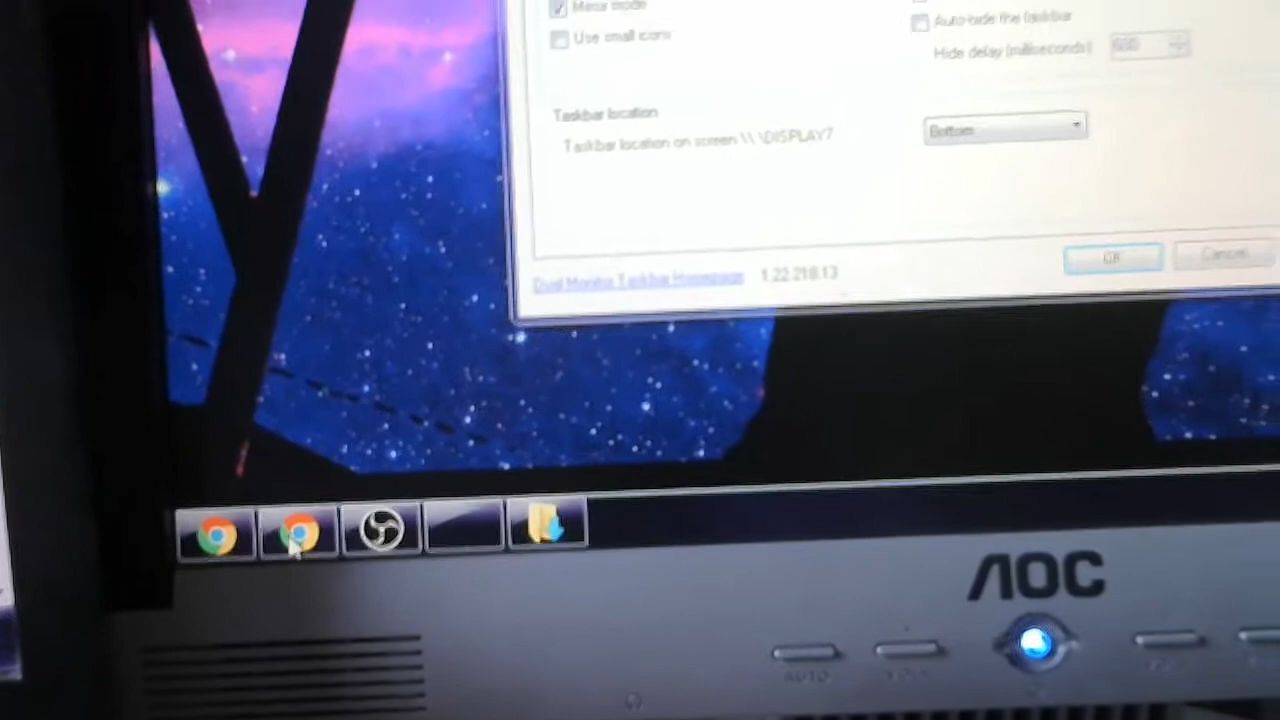 Mirror mode
Use small icons
Auto-hide the taskbar
Hide delay (milliseconds)
Taskbar location
Taskbar location on screen \\.\DISPLAY7
Bottom
OK
Cancel
Dual Monitor Taskbar Homepage
1.22.218.13
AOC
AUTO